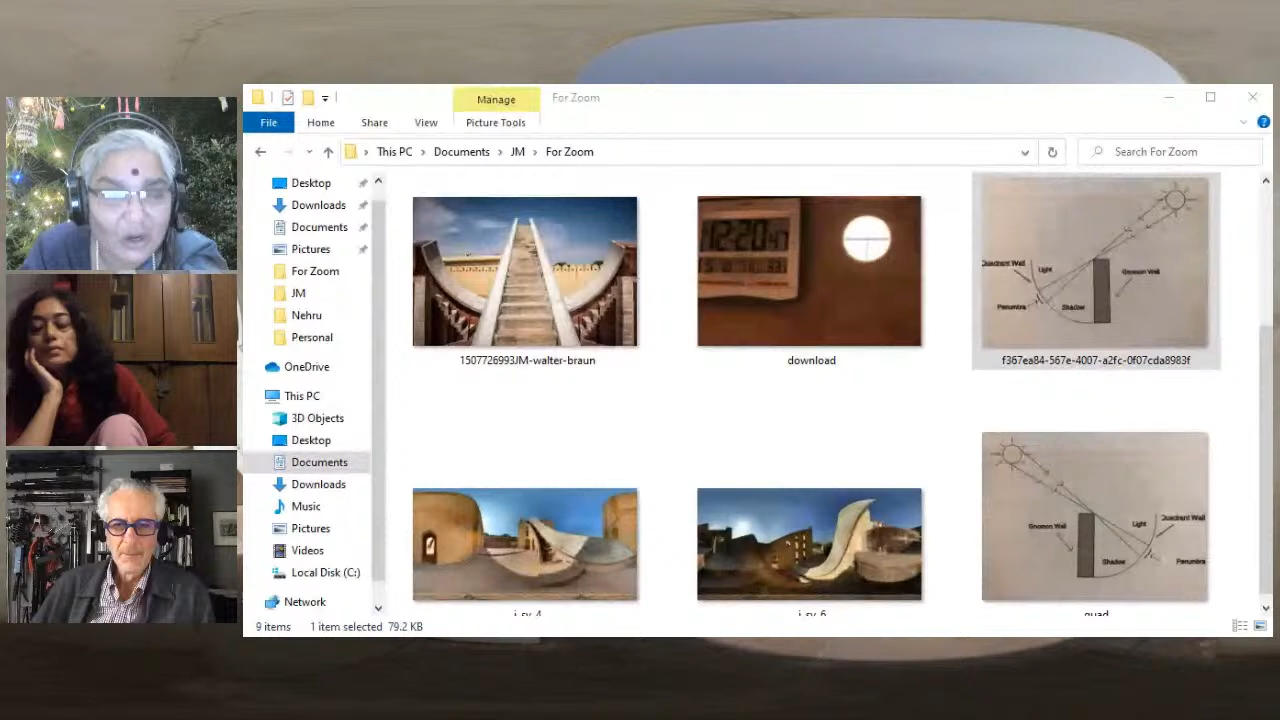 Manage
For Zoom
File
Home
Share
View
Picture Tools
This PC
Documents
JM
For Zoom
Search For Zoom
Desktop
Downloads
Documents
Pictures
For Zoom
JM
Nehru
Personal
OneDrive
This PC
3D Objects
Desktop
Documents
Downloads
Music
Pictures
Videos
Local Disk (C:)
Network
1507726993JM-walter-braun
12:20
download
Quadrant Wall
Light
Gnomon Wall
Penumbra
Shadow
f367ea84-567e-4007-a2fc-0f07cda8983f
Gnomon Wall
Light
Quadrant Wall
Shadow
Penumbra
quad
9 items
1 item selected
79.2 KB